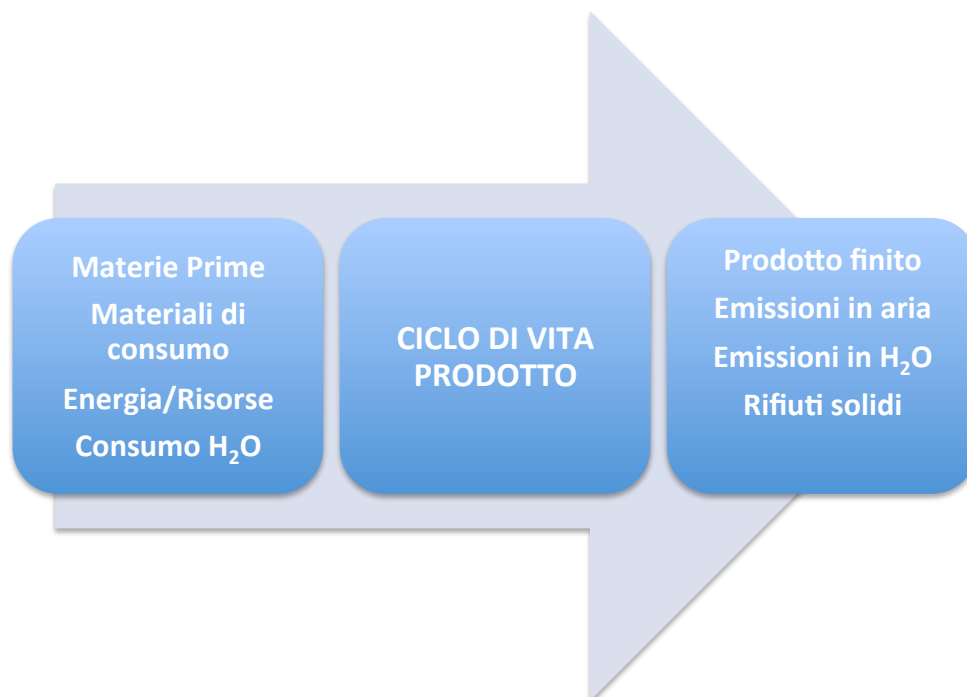 Materie Prime
Materiali di
consumo
Energia/Risorse
Consumo H₂O
CICLO DI VITA
PRODOTTO
Prodotto finito
Emissioni in aria
Emissioni in H₂O
Rifiuti solidi